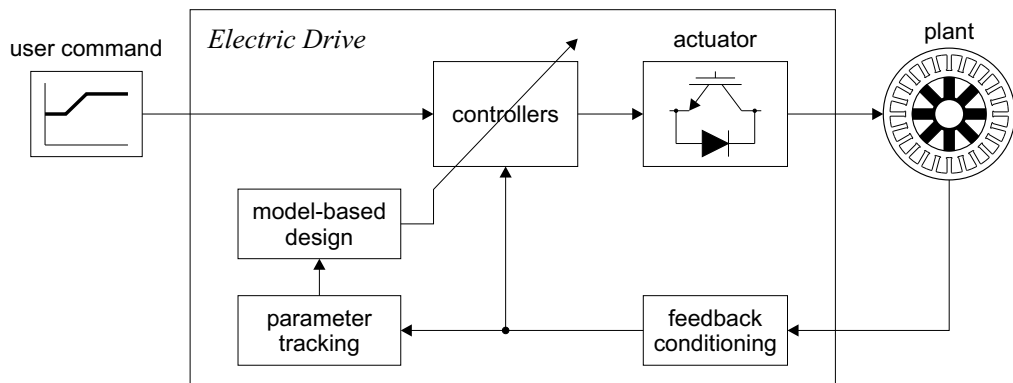 user command
Electric Drive
actuator
plant
controllers
model-based
design
parameter
tracking
feedback
conditioning